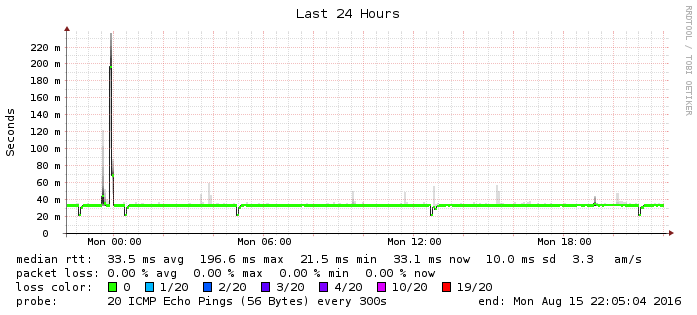 Last 24 Hours
RRDTOOL / TOBI OETIKER
Seconds
220 m
200 m
180 m
160 m
140 m
120 m
100 m
80 m
60 m
40 m
20 m
0
Mon 00:00 Mon 06:00 Mon 12:00 Mon 18:00
median rtt: 33.5 ms avg 196.6 ms max 21.5 ms min 33.1 ms now 10.0 ms sd 3.3 am/s
packet loss: 0.00 % avg 0.00 % max 0.00 % min 0.00 % now
loss color: 0 1/20 2/20 3/20 4/20 10/20 19/20
probe: 20 ICMP Echo Pings (56 Bytes) every 300s end: Mon Aug 15 22:05:04 2016